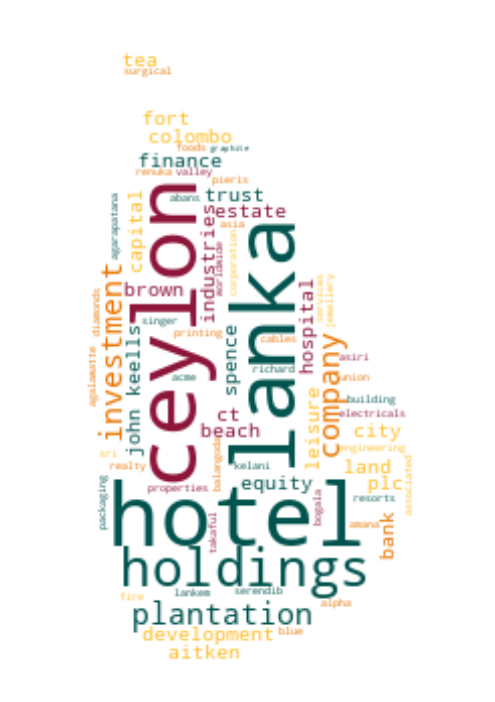 tea
surgical
fort
colombo
foods
graphite
finance
renuka
valley
pieris
abans
trust
estate
asia
agarapatana
capital
ceylon
industries
worldwide
corporation
lanka
brown
investment
diamonds
agalawatte
singer
printing
john keells
acme
spence
cables
richard
hospital
services
jewellery
company
asiri
union
building
electricals
leisure
ct
beach
city
engineering
sri
realty
balangoda
kelani
land
plc
associated
equity
properties
packaging
hotel
bogala
resorts
takaful
amana
bank
holdings
fire
lankem
serendib
alpha
plantation
development
blue
aitken